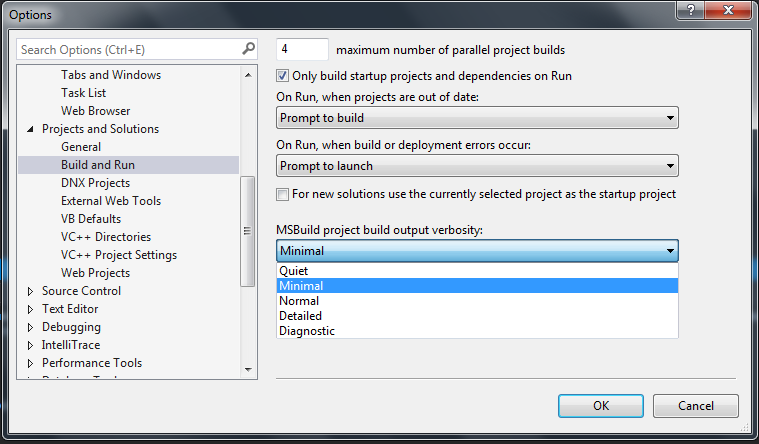 Options
Search Options (Ctrl+E)
Tabs and Windows
Task List
Web Browser
Projects and Solutions
General
Build and Run
DNX Projects
External Web Tools
VB Defaults
VC++ Directories
VC++ Project Settings
Web Projects
Source Control
Text Editor
Debugging
IntelliTrace
Performance Tools
4 maximum number of parallel project builds
Only build startup projects and dependencies on Run
On Run, when projects are out of date:
Prompt to build
On Run, when build or deployment errors occur:
Prompt to launch
For new solutions use the currently selected project as the startup project
MSBuild project build output verbosity:
Minimal
Quiet
Minimal
Normal
Detailed
Diagnostic
OK
Cancel